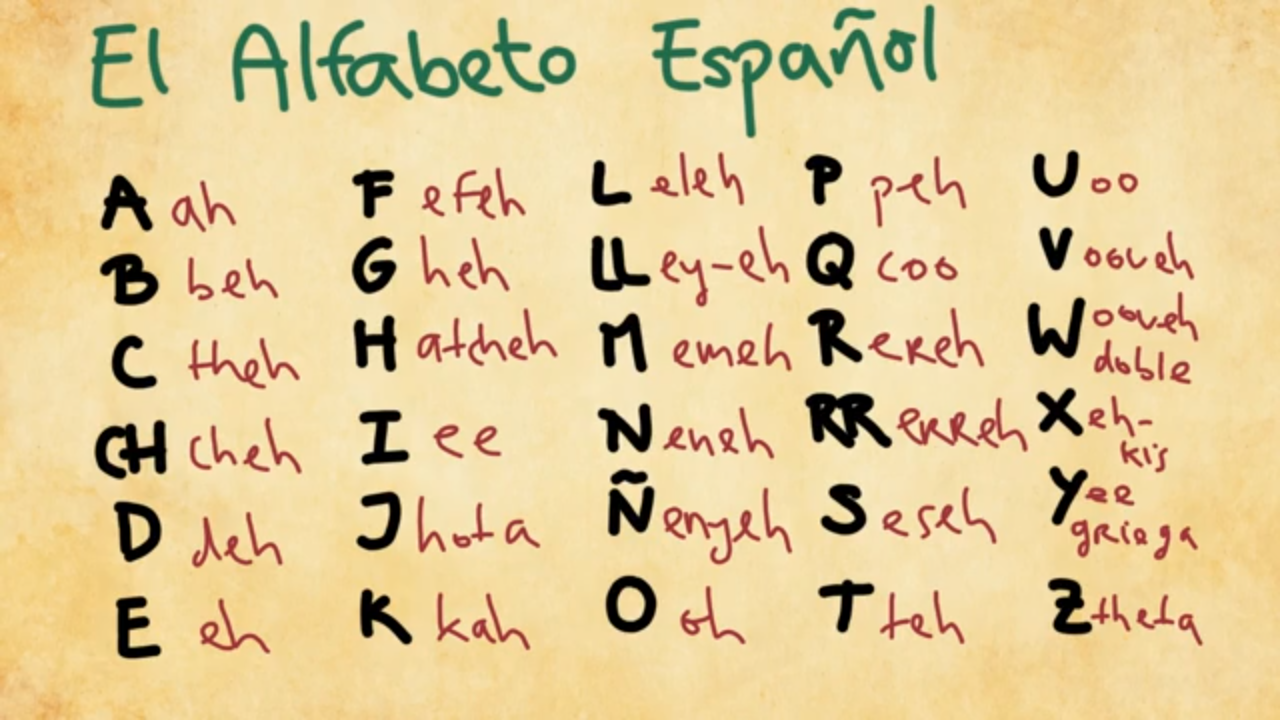 El Alfabeto Español
A ah
B beh
C theh
CH cheh
D deh
E eh
F efeh
G heh
H atcheh
I ee
J hota
K kah
L eleh
LL ey-eh
M emeh
N eneh
Ñ enyeh
O oh
P peh
Q coo
R ereh
RR erreh
S eseh
T teh
U oo
V ooveh
W ooveh
doble
X eh-
kis
Y ee
griega
Z theta